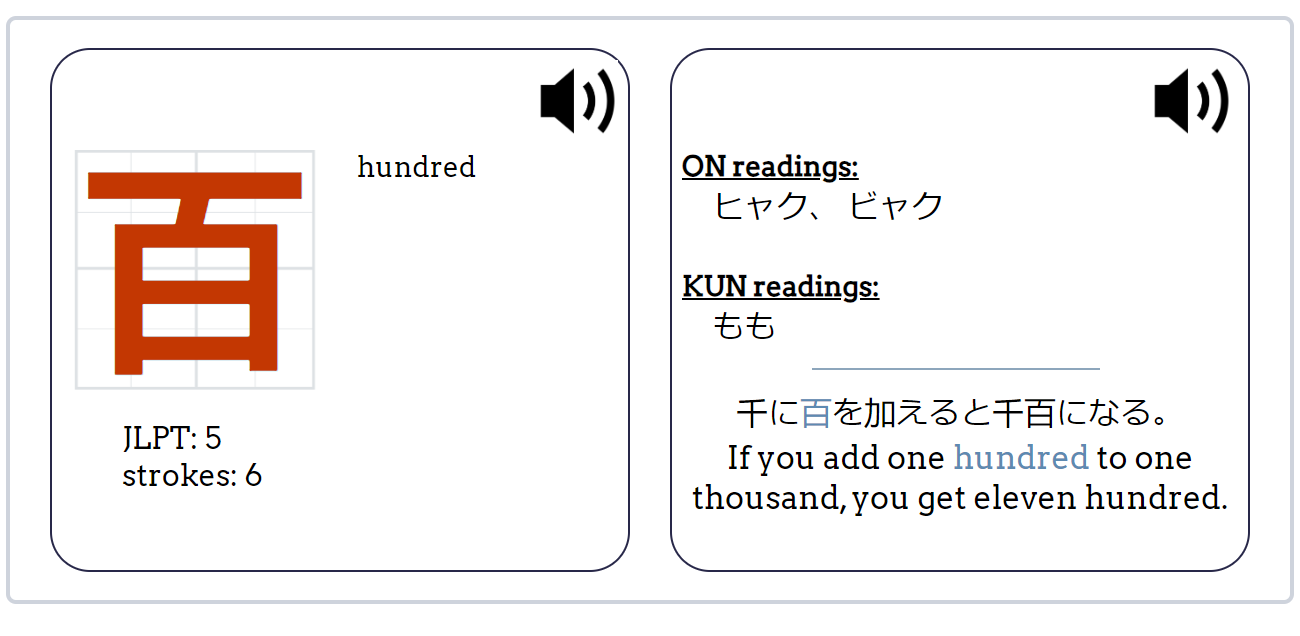 百
hundred
JLPT: 5
strokes: 6
ON readings:
ヒャク、 ビャク
KUN readings:
もも
千に百を加えると千百になる。
If you add one hundred to one
thousand, you get eleven hundred.